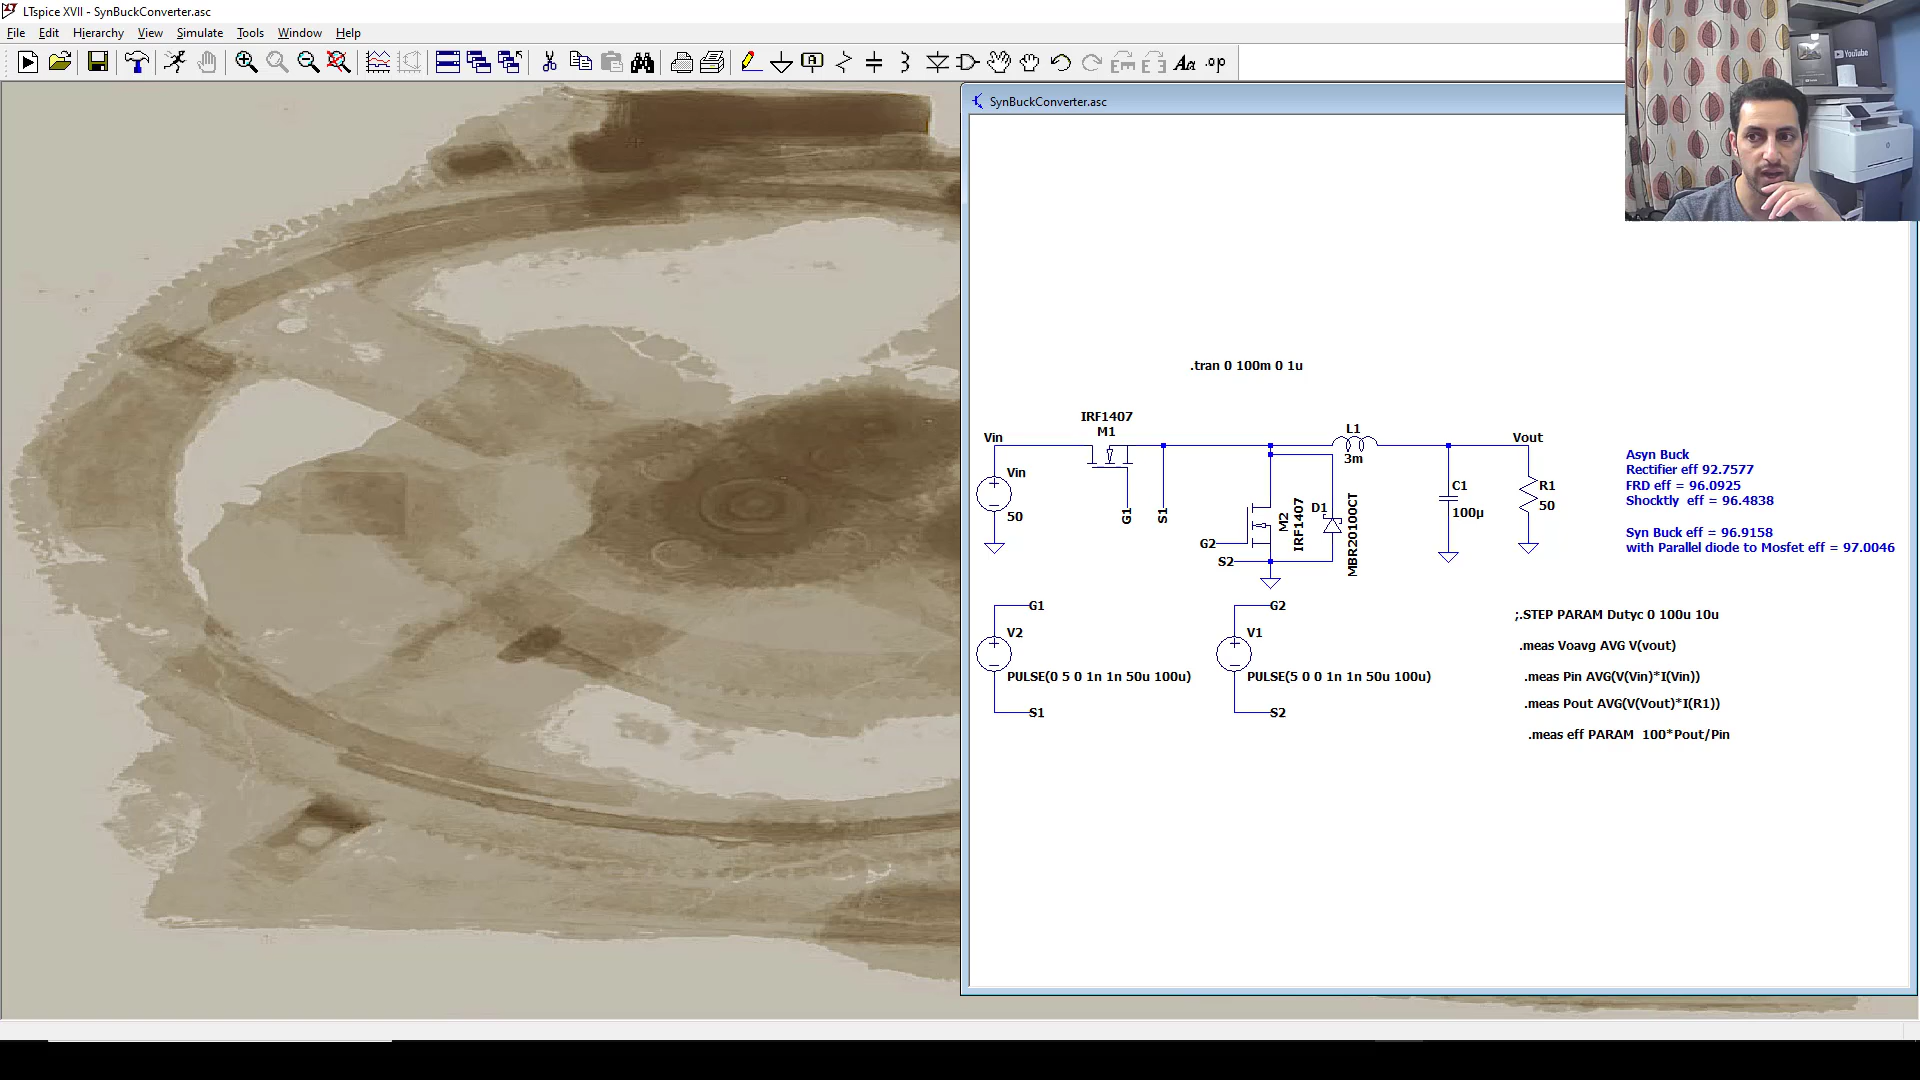 LTspice XVII - SynBuckConverter.asc
File Edit Hierarchy View Simulate Tools Window Help
A
Aa .op
SynBuckConverter.asc
YouTube
.tran 0 100m 0 1u
IRF1407
M1
Vin
L1
3m
Vout
Vin
50
G1
S1
G2
S2
M2
IRF1407
D1
MBR20100CT
C1
100µ
R1
50
Asyn Buck
Rectifier eff 92.7577
FRD eff = 96.0925
Shocktly eff = 96.4838
Syn Buck eff = 96.9158
with Parallel diode to Mosfet eff = 97.0046
G1
V2
PULSE(0 5 0 1n 1n 50u 100u)
S1
G2
V1
PULSE(5 0 0 1n 1n 50u 100u)
S2
;.STEP PARAM Dutyc 0 100u 10u
.meas Voavg AVG V(vout)
.meas Pin AVG(V(Vin)*I(Vin))
.meas Pout AVG(V(Vout)*I(R1))
.meas eff PARAM 100*Pout/Pin